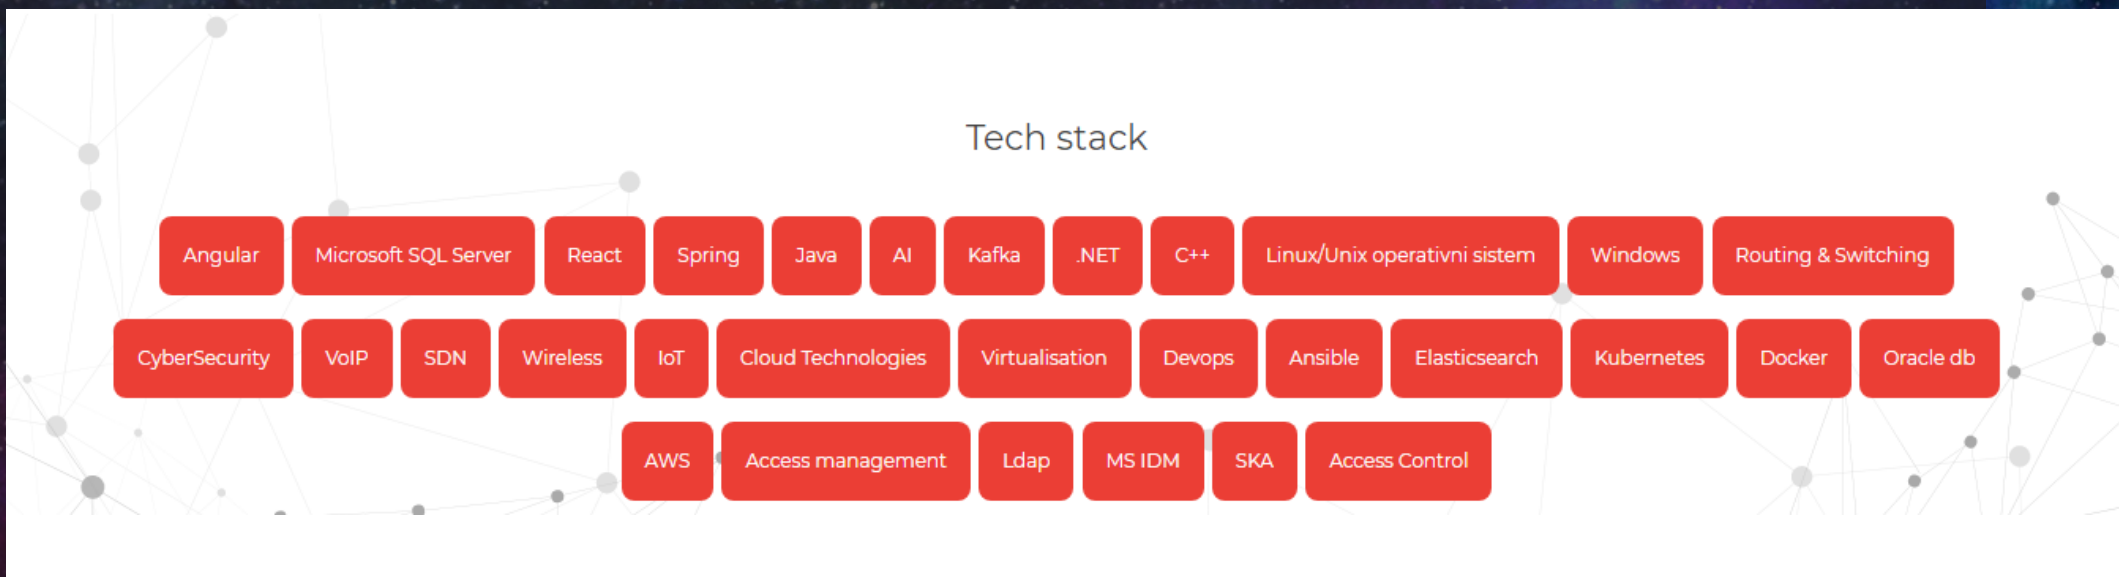 Tech stack
Angular Microsoft SQL Server React Spring Java AI Kafka .NET C++ Linux/Unix operativni sistem Windows Routing & Switching
CyberSecurity VoIP SDN Wireless IoT Cloud Technologies Virtualisation Devops Ansible Elasticsearch Kubernetes Docker Oracle db
AWS Access management Ldap MS IDM SKA Access Control